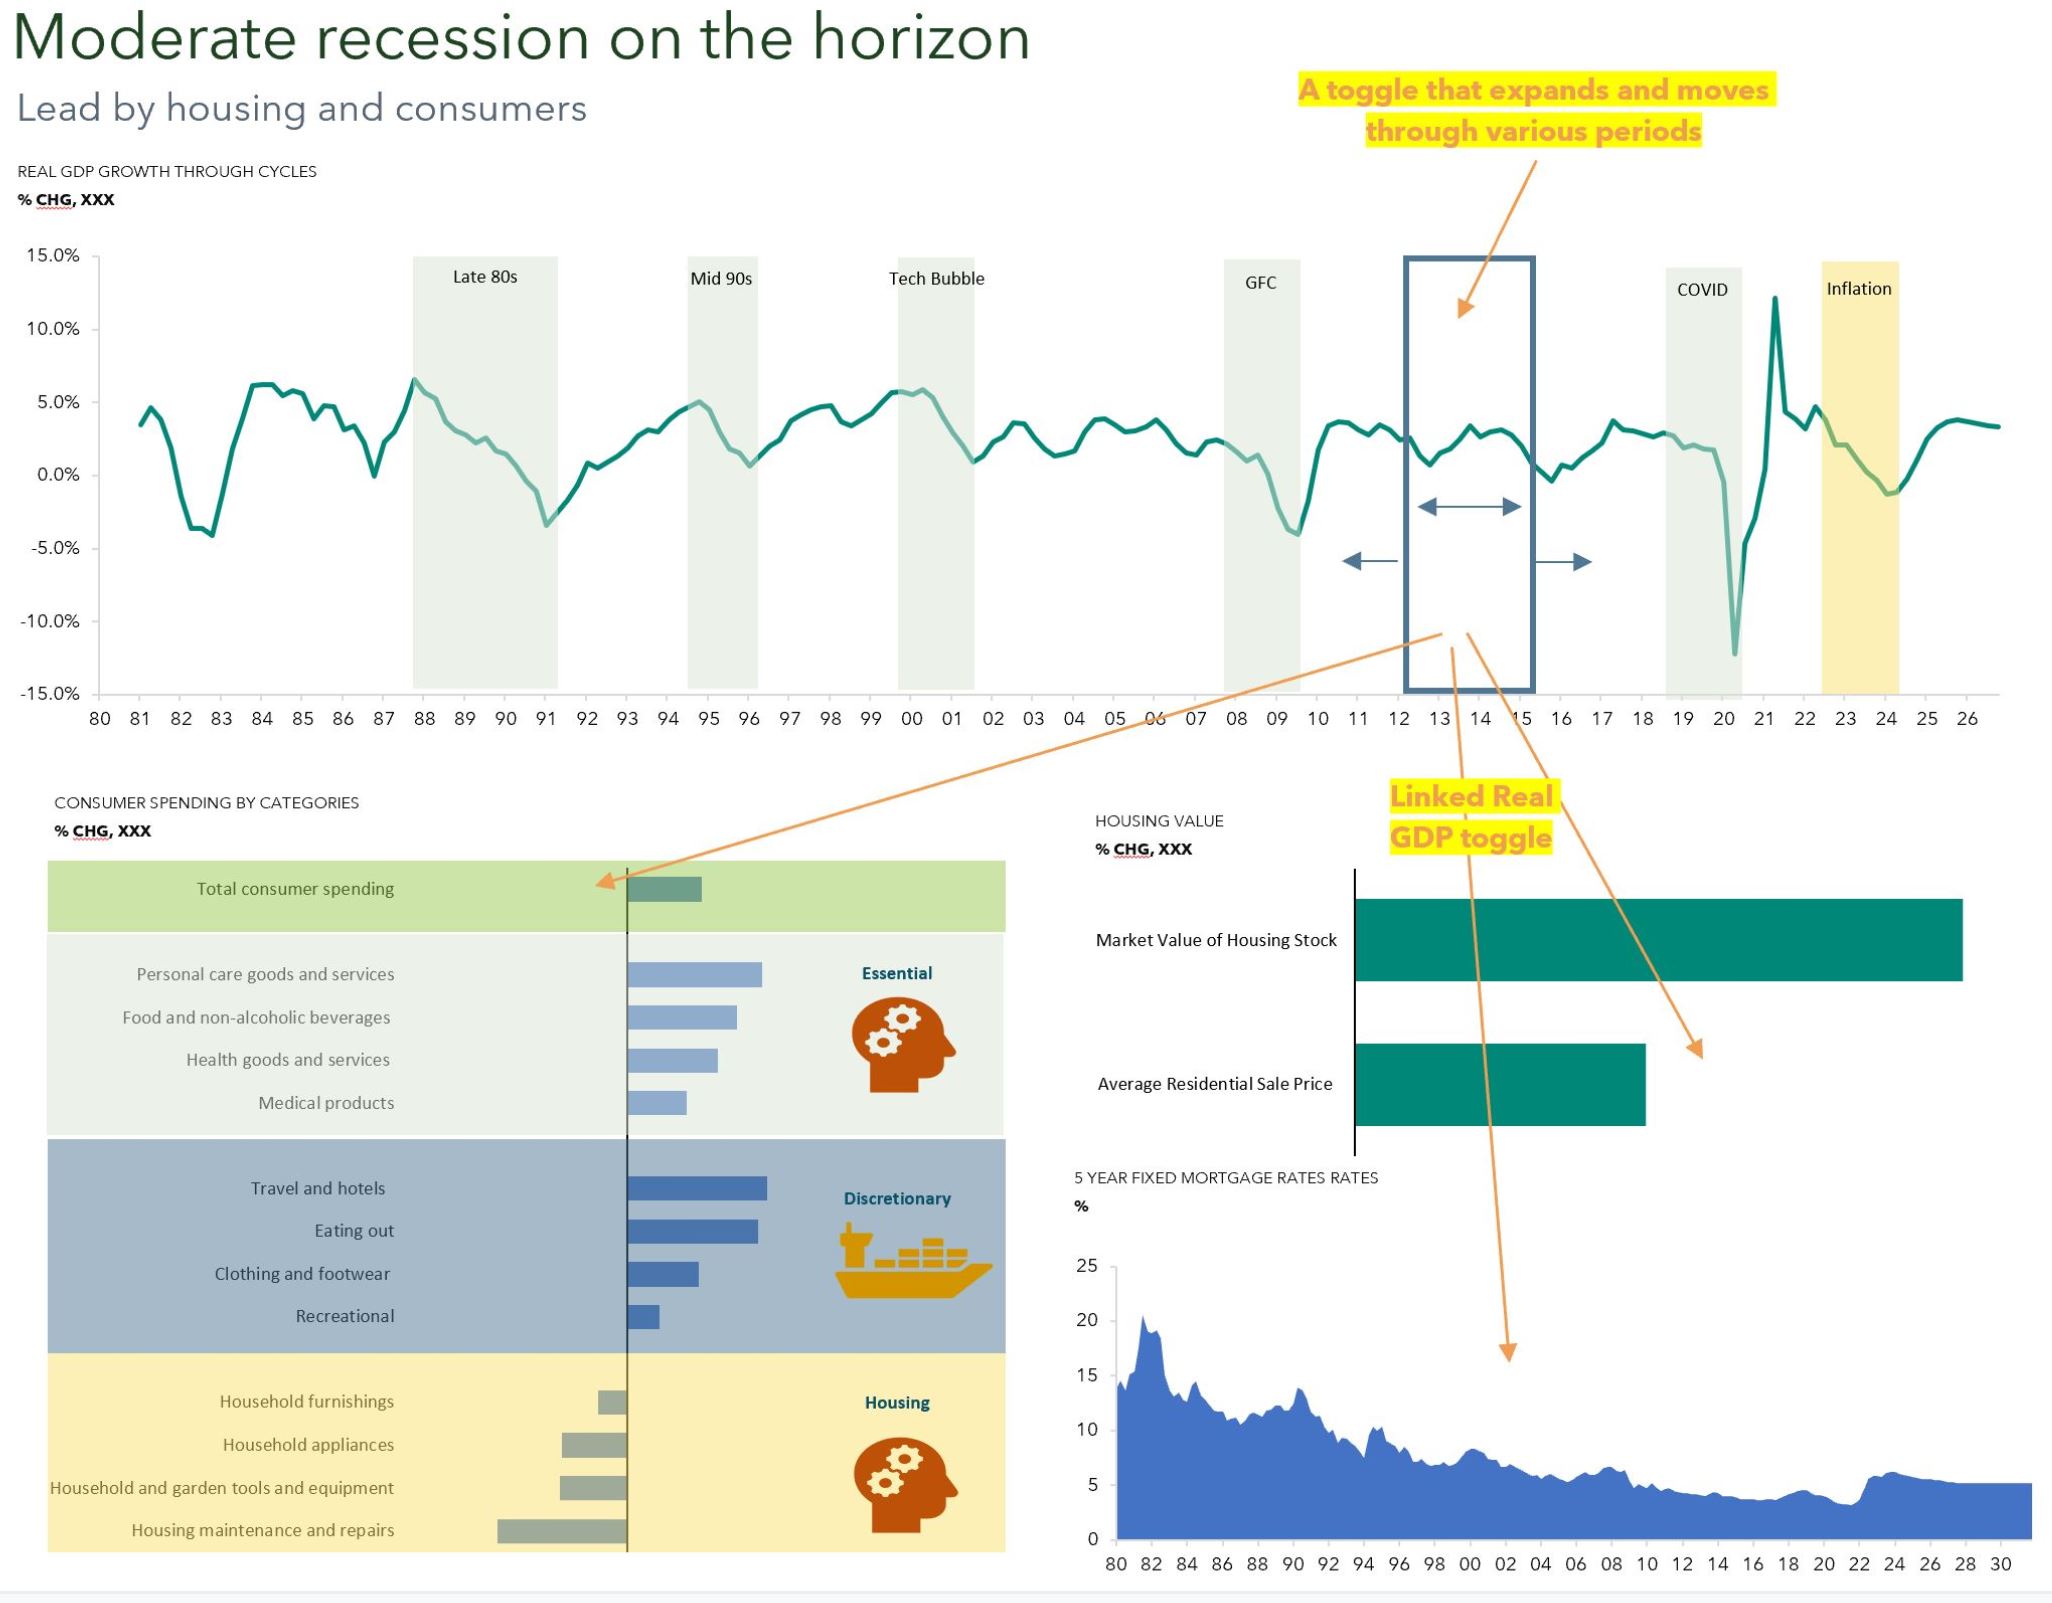 Moderate recession on the horizon
Lead by housing and consumers
A toggle that expands and moves
through various periods
REAL GDP GROWTH THROUGH CYCLES
% CHG, XXX
15.0%
10.0%
5.0%
0.0%
-5.0%
-10.0%
-15.0%
Late 80s
Mid 90s
Tech Bubble
GFC
COVID
Inflation
80 81 82 83 84 85 86 87 88 89 90 91 92 93 94 95 96 97 98 99 00 01 02 03 04 05 06 07 08 09 10 11 12 13 14 15 16 17 18 19 20 21 22 23 24 25 26
CONSUMER SPENDING BY CATEGORIES
% CHG, XXX
Total consumer spending
Personal care goods and services
Food and non-alcoholic beverages
Health goods and services
Medical products
Essential
Travel and hotels
Eating out
Clothing and footwear
Recreational
Discretionary
Household furnishings
Household appliances
Household and garden tools and equipment
Housing maintenance and repairs
Housing
Linked Real
GDP toggle
HOUSING VALUE
% CHG, XXX
Market Value of Housing Stock
Average Residential Sale Price
5 YEAR FIXED MORTGAGE RATES RATES
%
25
20
15
10
5
0
80 82 84 86 88 90 92 94 96 98 00 02 04 06 08 10 12 14 16 18 20 22 24 26 28 30